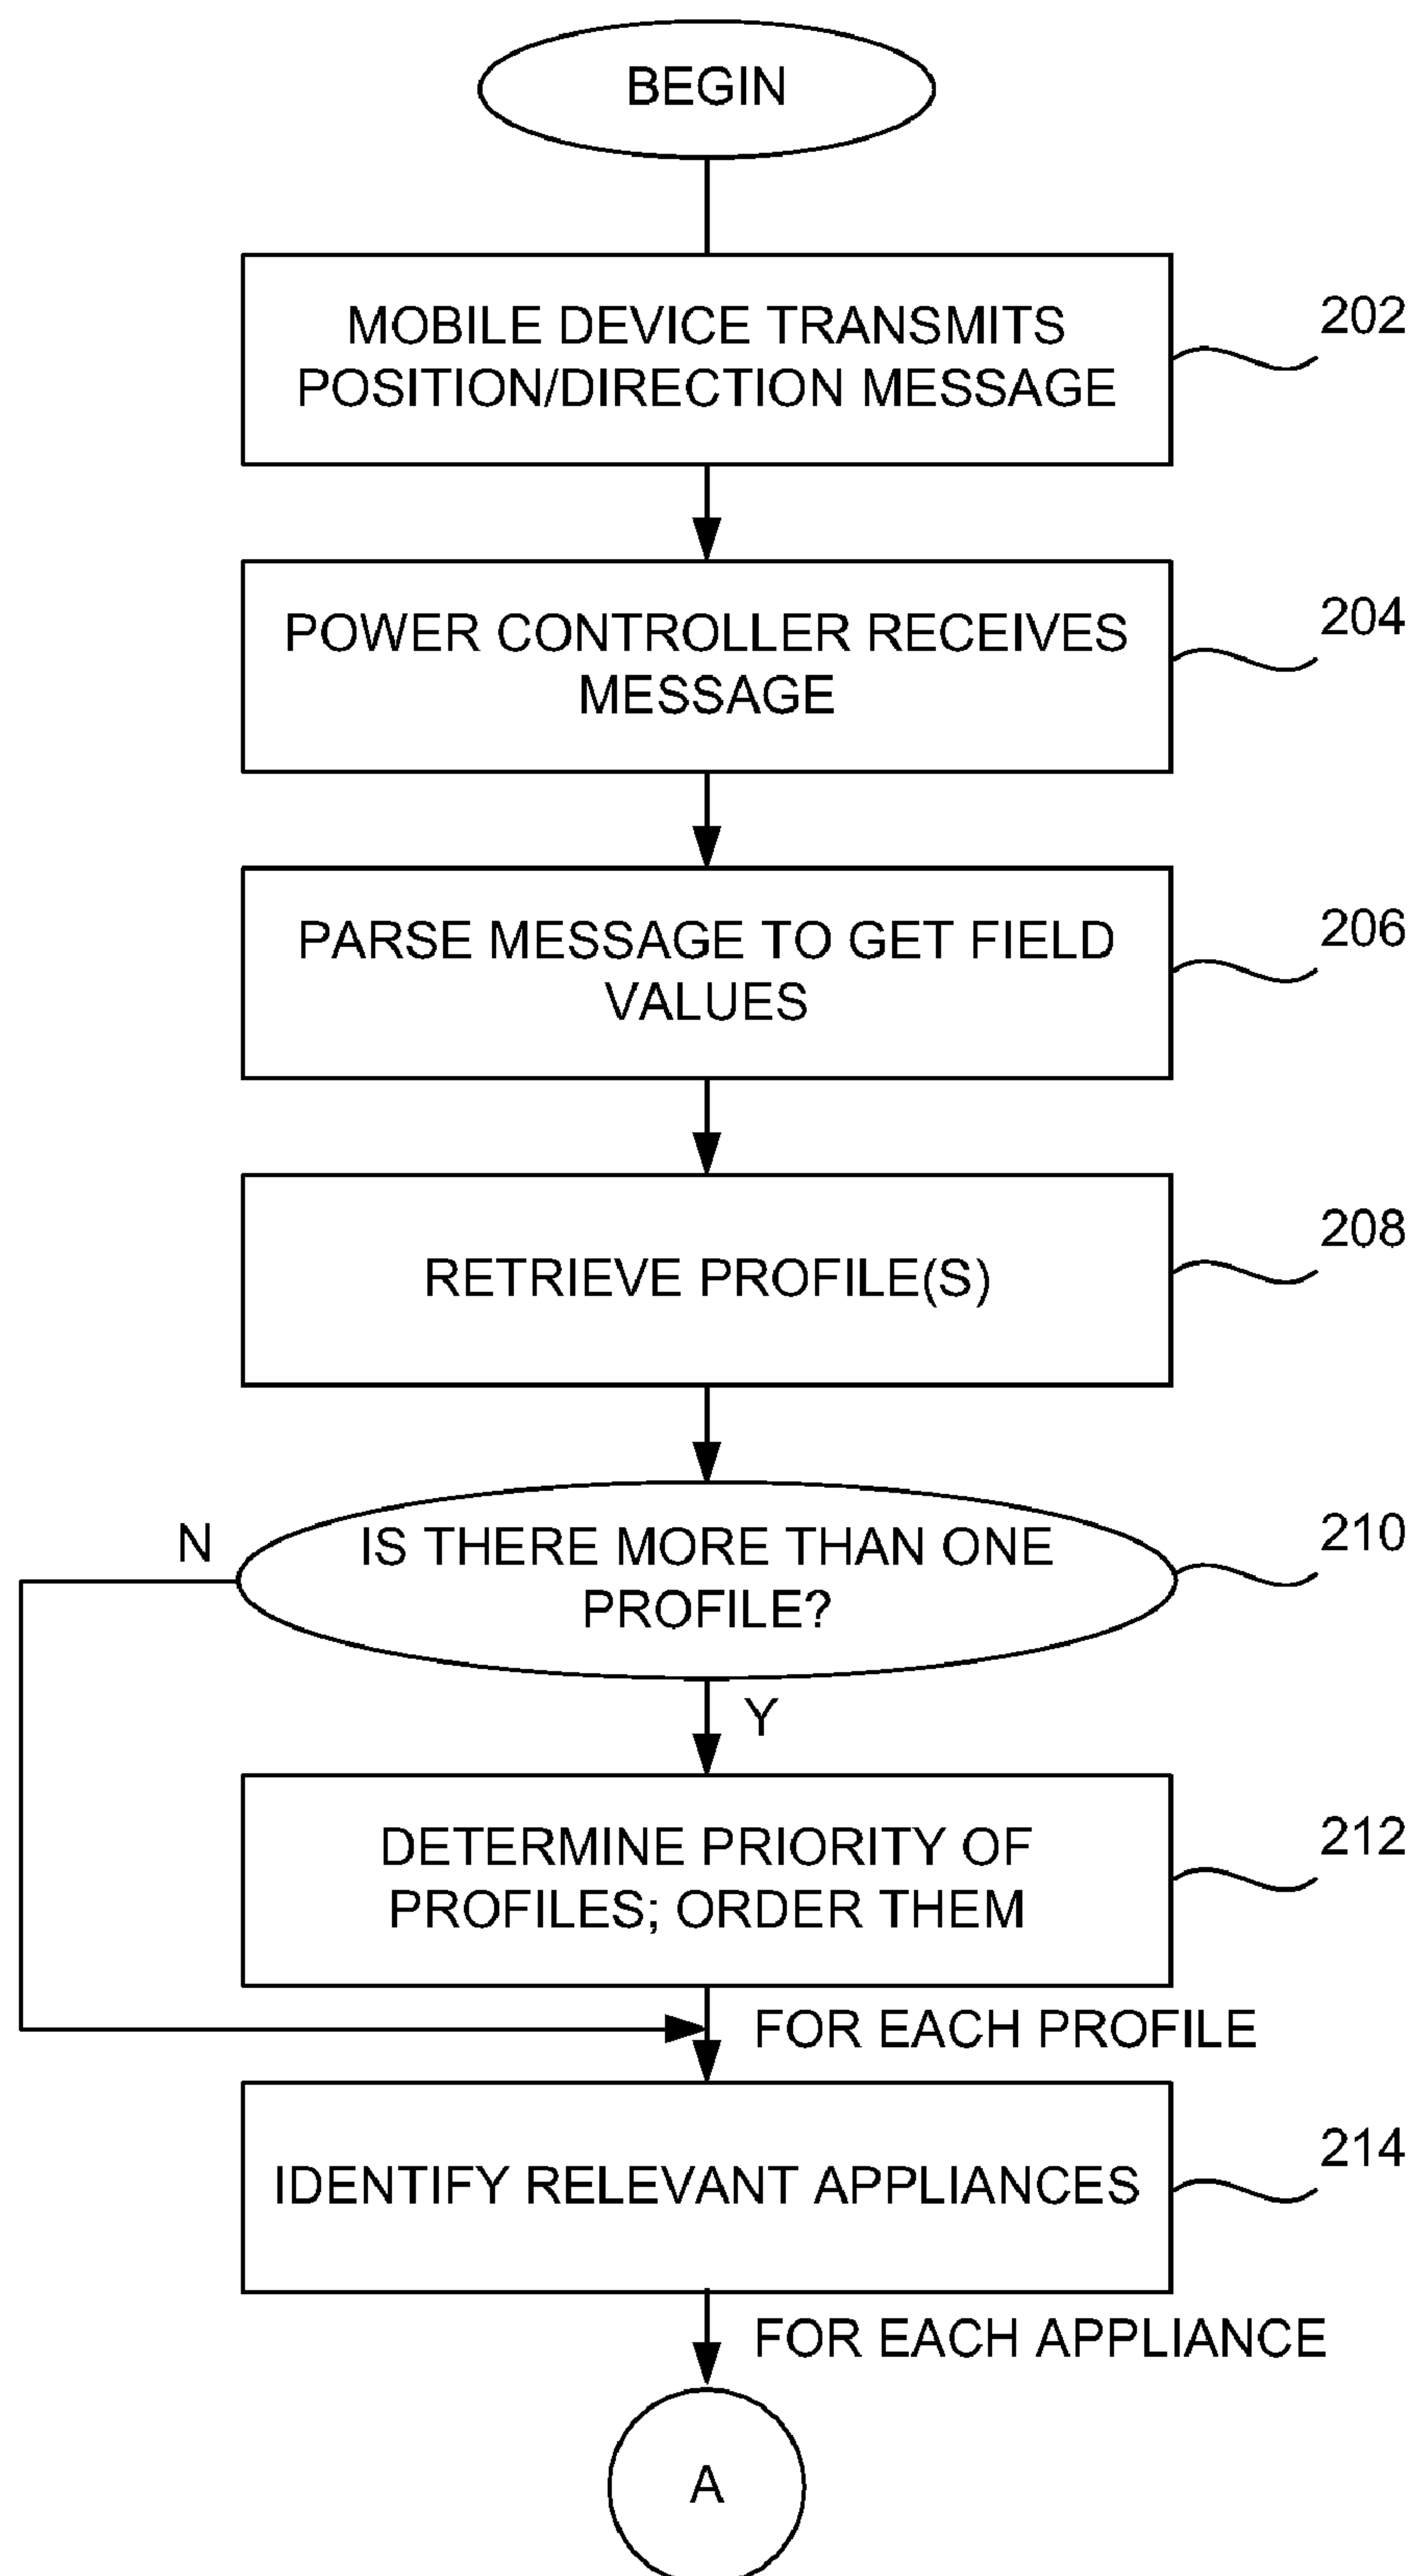 BEGIN
MOBILE DEVICE TRANSMITS
POSITION/DIRECTION MESSAGE
202
POWER CONTROLLER RECEIVES
MESSAGE
204
PARSE MESSAGE TO GET FIELD
VALUES
206
RETRIEVE PROFILE(S)
208
IS THERE MORE THAN ONE
PROFILE?
210
N
Y
DETERMINE PRIORITY OF
PROFILES; ORDER THEM
212
FOR EACH PROFILE
IDENTIFY RELEVANT APPLIANCES
214
FOR EACH APPLIANCE
A